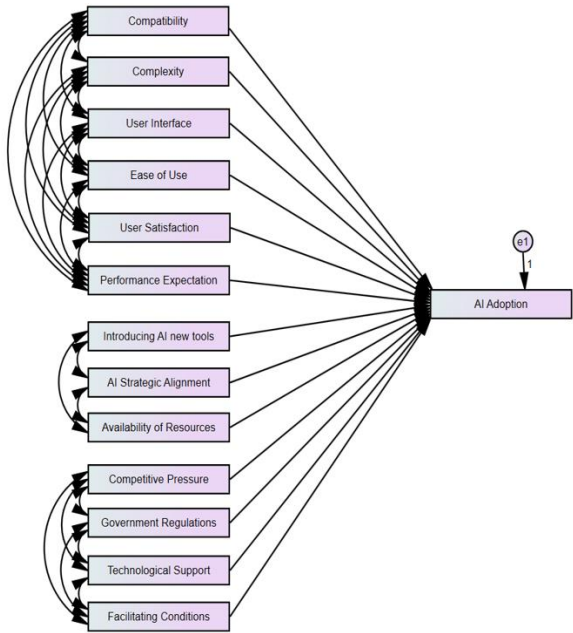 Compatibility
Complexity
User Interface
Ease of Use
User Satisfaction
Performance Expectation
Introducing AI new tools
AI Strategic Alignment
Availability of Resources
Competitive Pressure
Government Regulations
Technological Support
Facilitating Conditions
e1
1
AI Adoption